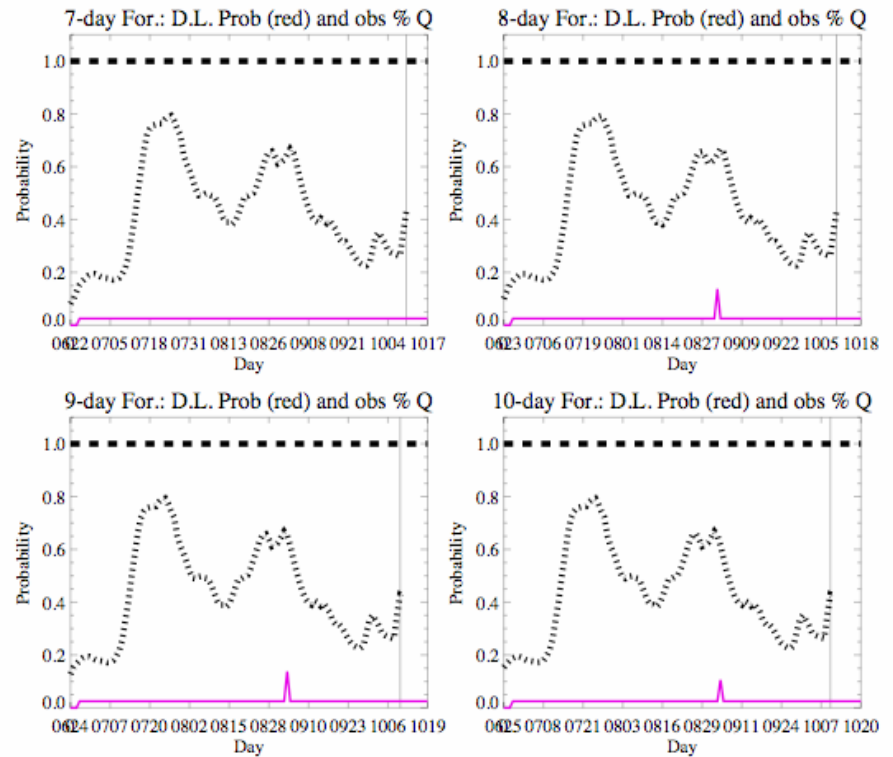 7-day For.: D.L. Prob (red) and obs % Q
1.0
0.8
0.6
0.4
0.2
0.0
Probability
0705 0718 0731 0813 0826 0908 0921 1004 1017
Day
8-day For.: D.L. Prob (red) and obs % Q
1.0
0.8
0.6
0.4
0.2
0.0
Probability
0706 0719 0801 0814 0827 0909 0922 1005 1018
Day
9-day For.: D.L. Prob (red) and obs % Q
1.0
0.8
0.6
0.4
0.2
0.0
Probability
0707 0720 0802 0815 0828 0910 0923 1006 1019
Day
10-day For.: D.L. Prob (red) and obs % Q
1.0
0.8
0.6
0.4
0.2
0.0
Probability
0708 0721 0803 0816 0829 0911 0924 1007 1020
Day